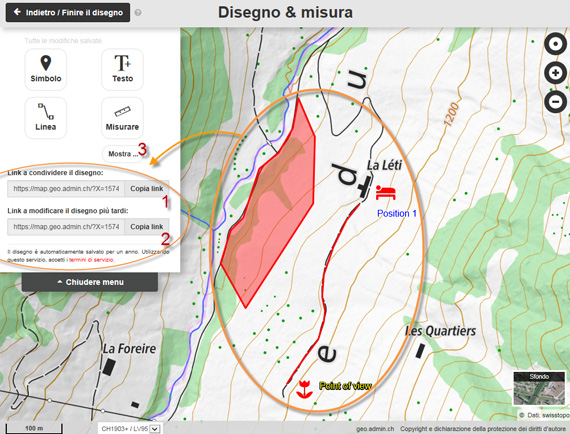 Indietro / Finire il disegno
Disegno & misura
Tutte le modifiche salvate
Simbolo
Testo
Linea
Misurare
Mostra ...
3
Link a condividere il disegno:
https://map.geo.admin.ch/?X=1574
Copia link
1
Link a modificare il disegno più tardi:
https://map.geo.admin.ch/?X=1574
Copia link
2
Il disegno è automaticamente salvato per un anno. Utilizzando
questo servizio, accetti i termini di servizio.
Chiudere menu
u
1200
La Léti
d
Position 1
Les Quartiers
La Foreire
e
Point of view
Sfondo
© Dati: swisstopo
100 m
CH1903+ / LV95
geo.admin.ch
Copyright e dichiarazione della protezione dei diritti d'autore